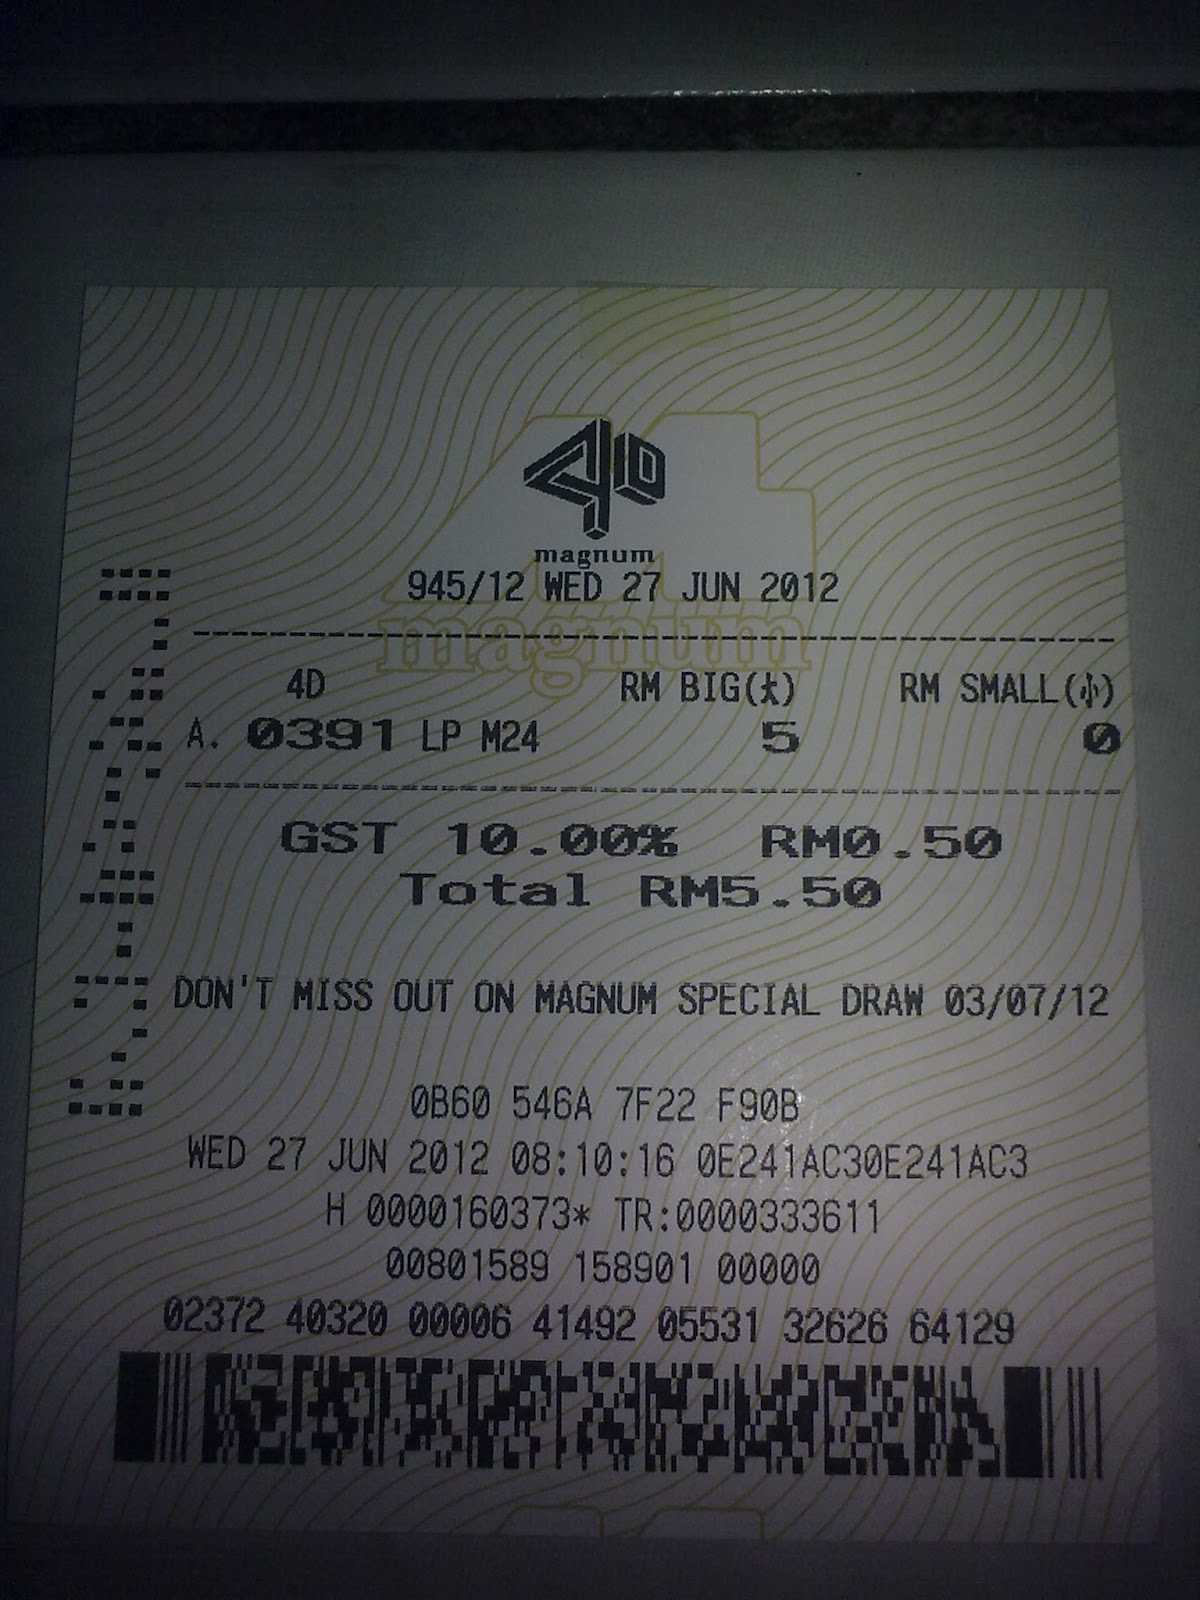 4D
magnum
945/12 WED 27 JUN 2012
magnum
4D RM BIG(大) RM SMALL(小)
A. 0391 LP M24 5 0
GST 10.00% RM0.50
Total RM5.50
DON'T MISS OUT ON MAGNUM SPECIAL DRAW 03/07/12
0B60 546A 7F22 F90B
WED 27 JUN 2012 08:10:16 0E241AC30E241AC3
H 0000160373* TR:0000333611
00801589 158901 00000
02372 40320 00006 41492 05531 32626 64129